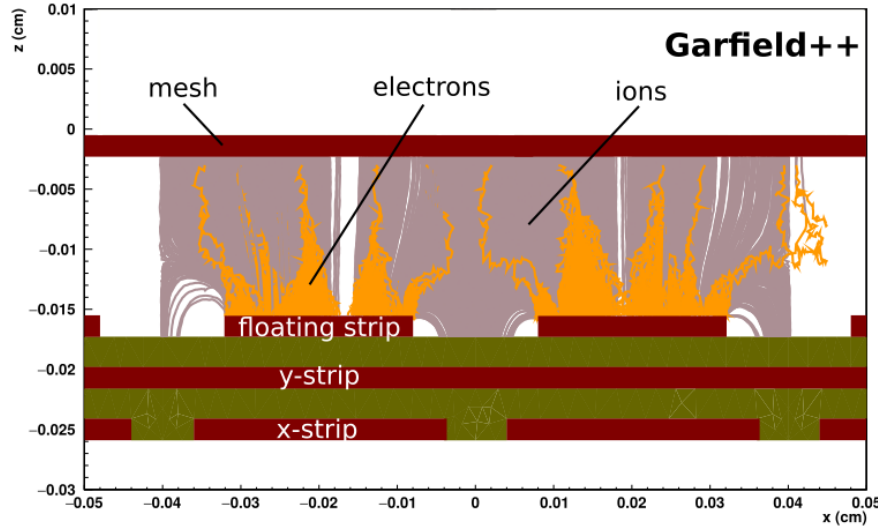 z (cm)
0.01
Garfield++
0.005
mesh
electrons
ions
0
−0.005
−0.01
−0.015
floating strip
−0.02
y-strip
−0.025
x-strip
−0.03
−0.05 −0.04 −0.03 −0.02 −0.01 0 0.01 0.02 0.03 0.04 0.05
x (cm)